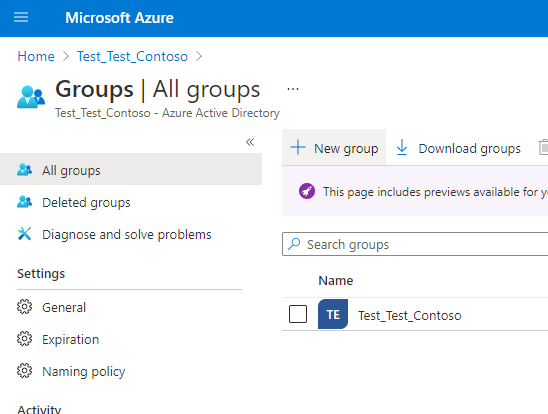 Microsoft Azure
Home > Test_Test_Contoso >
Groups | All groups ...
Test_Test_Contoso - Azure Active Directory
«
All groups
Deleted groups
Diagnose and solve problems
Settings
General
Expiration
Naming policy
Activity
New group
Download groups
This page includes previews available for yo
Search groups
Name
TE Test_Test_Contoso